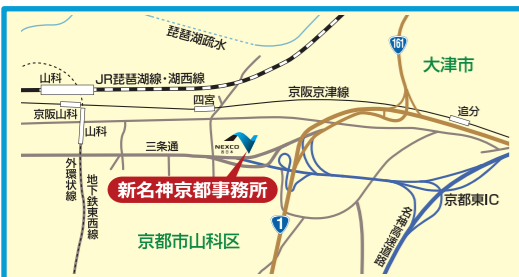 琵琶湖疏水
161
大津市
山科
JR琵琶湖線・湖西線
四宮
京阪京津線
追分
京阪山科
山科
三条通
NEXCO
西日本
新名神京都事務所
外環状線
地下鉄東西線
京都東IC
1
京都市山科区
名神高速道路